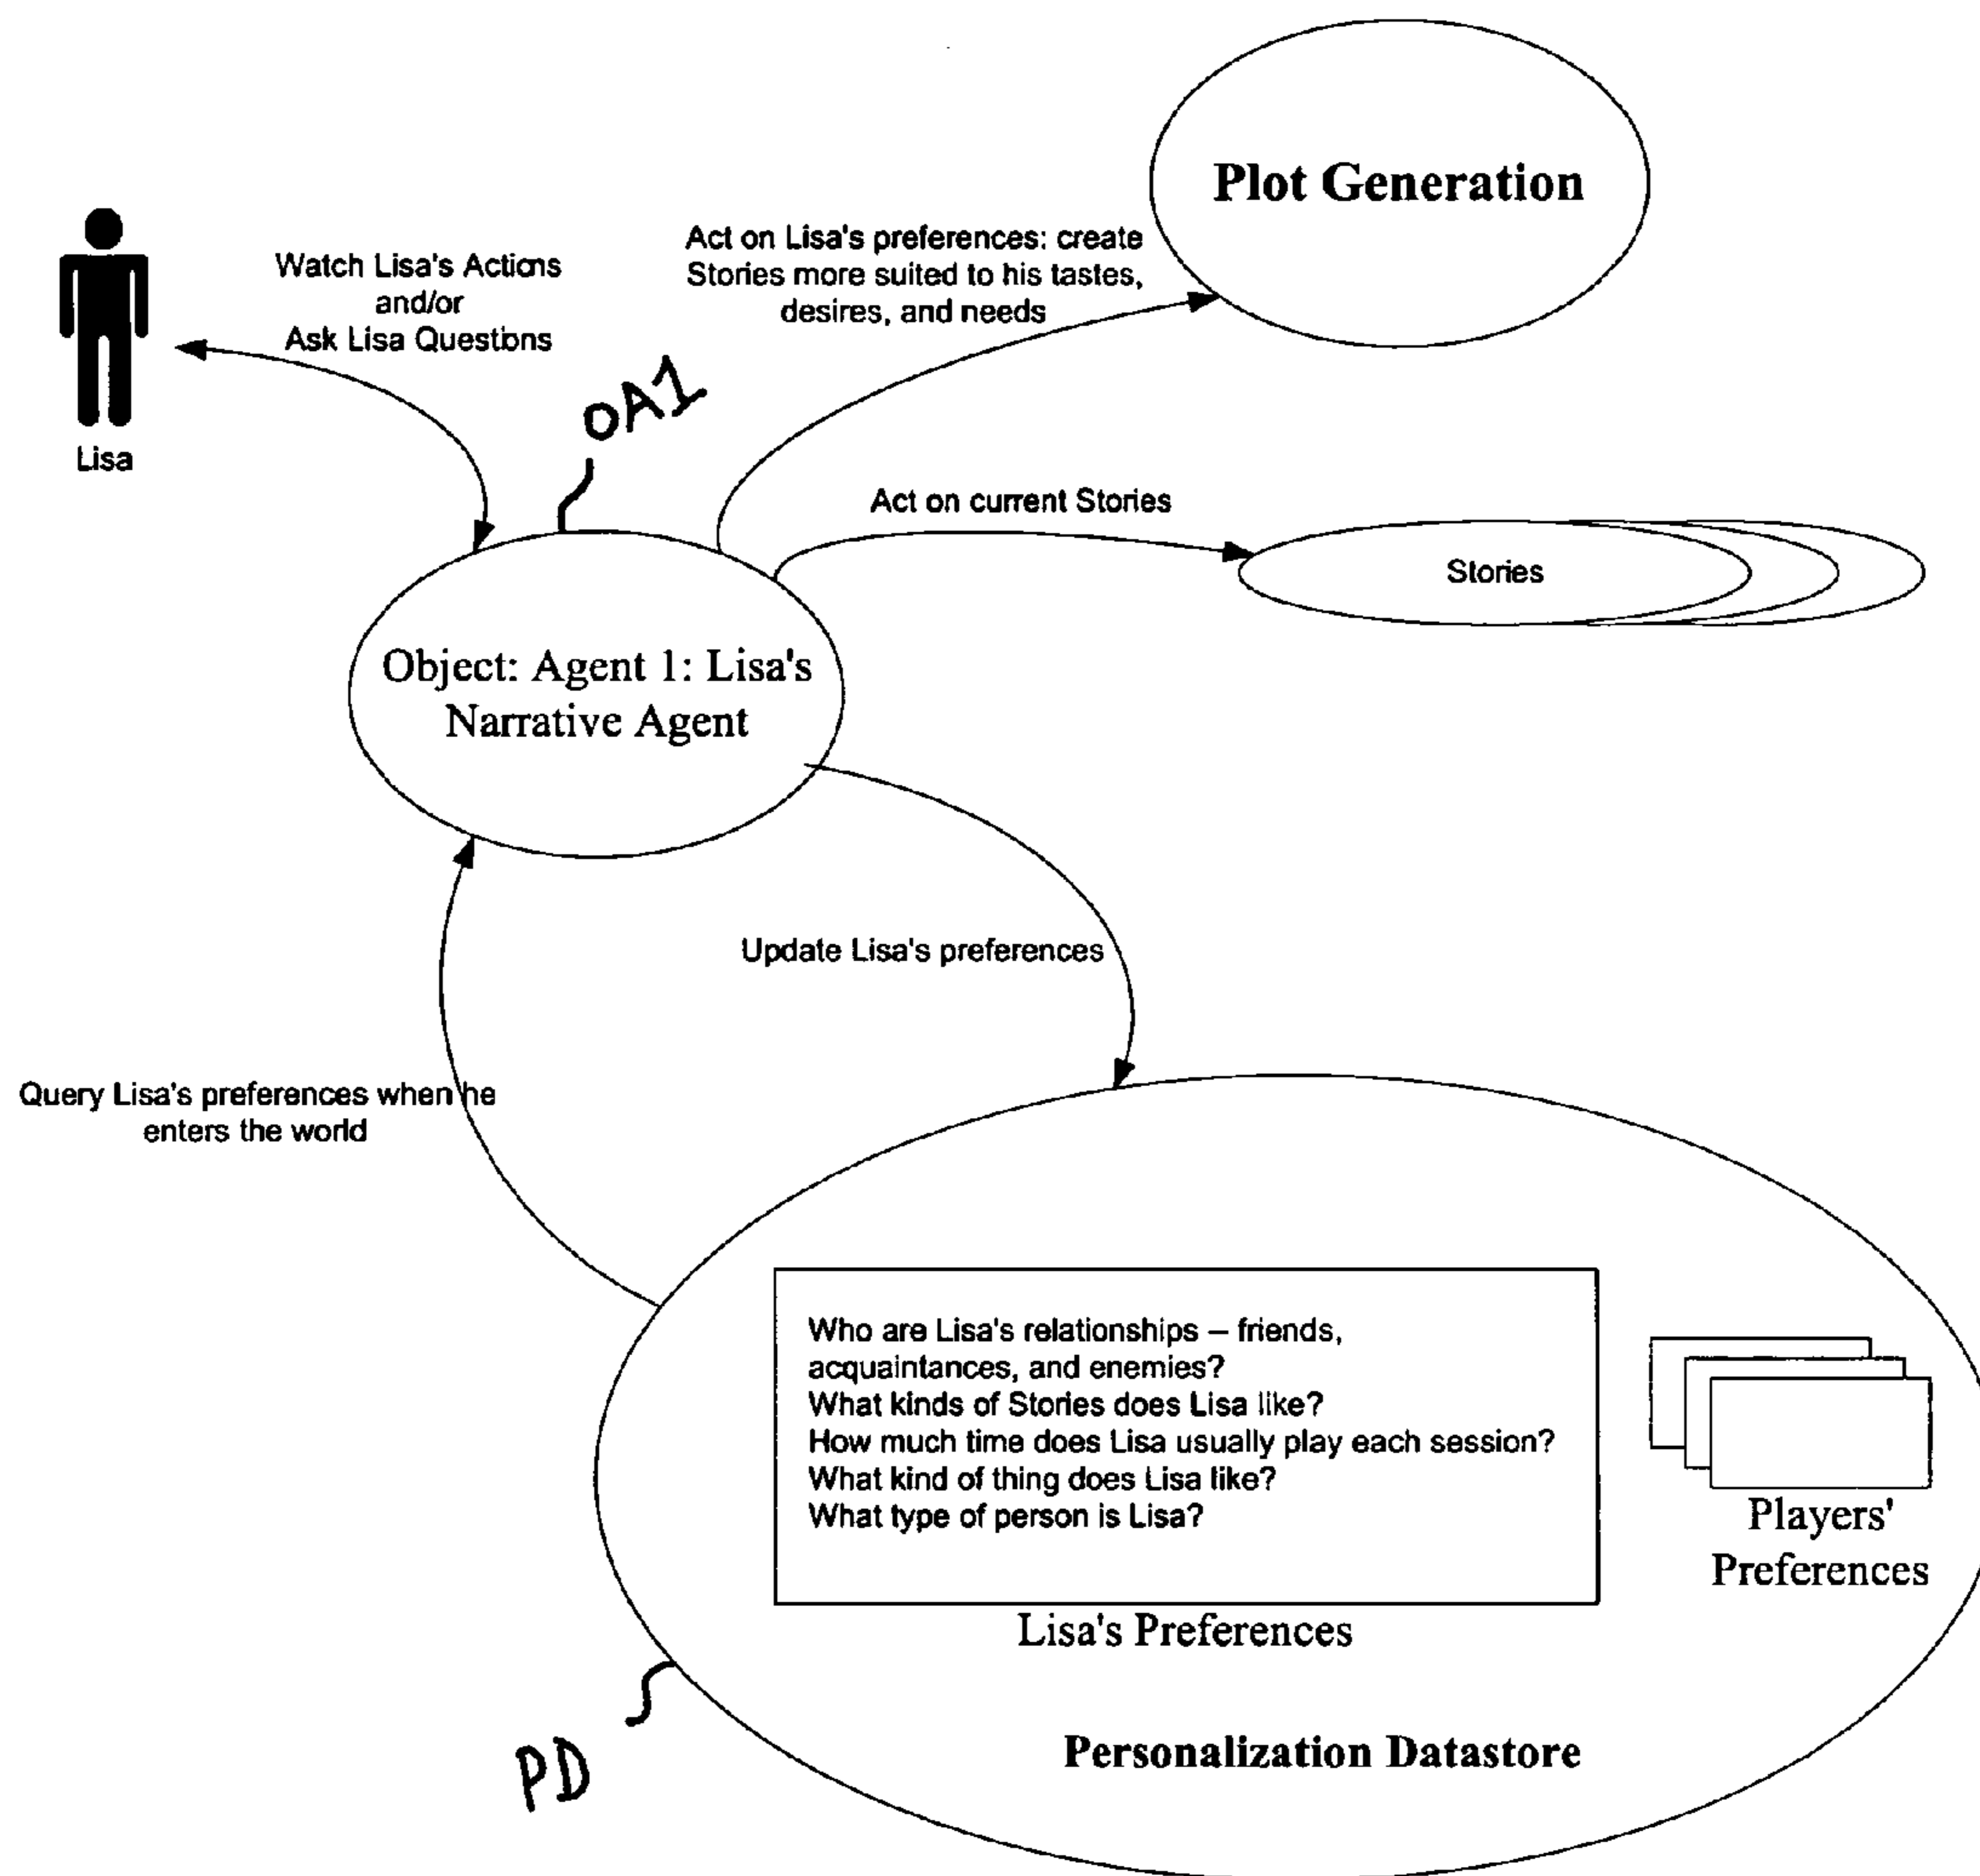 Plot Generation
Act on Lisa's preferences: create
Stories more suited to his tastes,
desires, and needs
Watch Lisa's Actions
and/or
Ask Lisa Questions
Lisa
OA1
Act on current Stories
Stories
Object: Agent 1: Lisa's
Narrative Agent
Update Lisa's preferences
Query Lisa's preferences when he
enters the world
Who are Lisa's relationships – friends,
acquaintances, and enemies?
What kinds of Stories does Lisa like?
How much time does Lisa usually play each session?
What kind of thing does Lisa like?
What type of person is Lisa?
Players'
Preferences
Lisa's Preferences
PD
Personalization Datastore